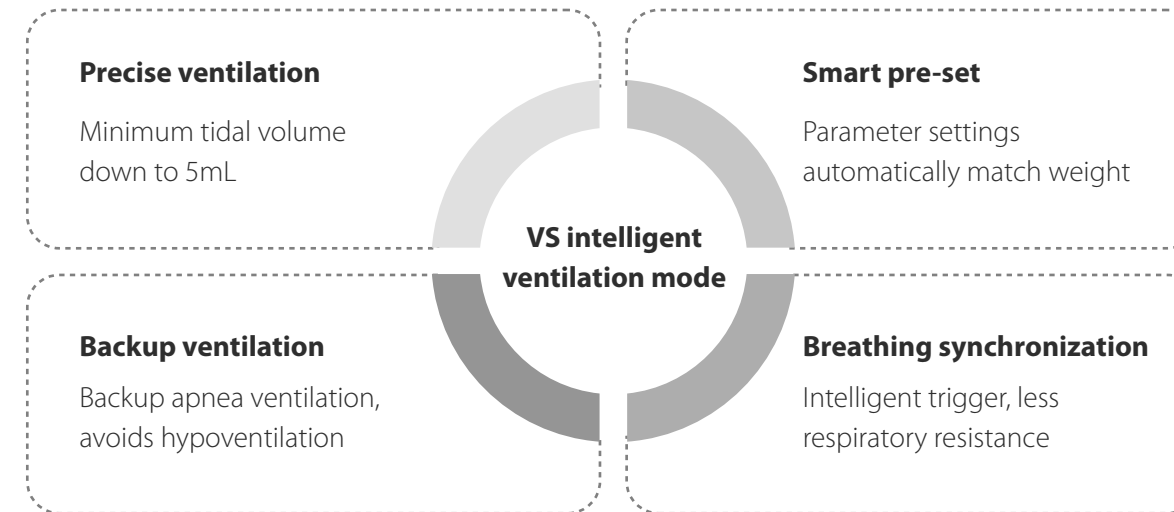 Precise ventilation
Minimum tidal volume
down to 5mL
Smart pre-set
Parameter settings
automatically match weight
VS intelligent
ventilation mode
Backup ventilation
Backup apnea ventilation,
avoids hypoventilation
Breathing synchronization
Intelligent trigger, less
respiratory resistance